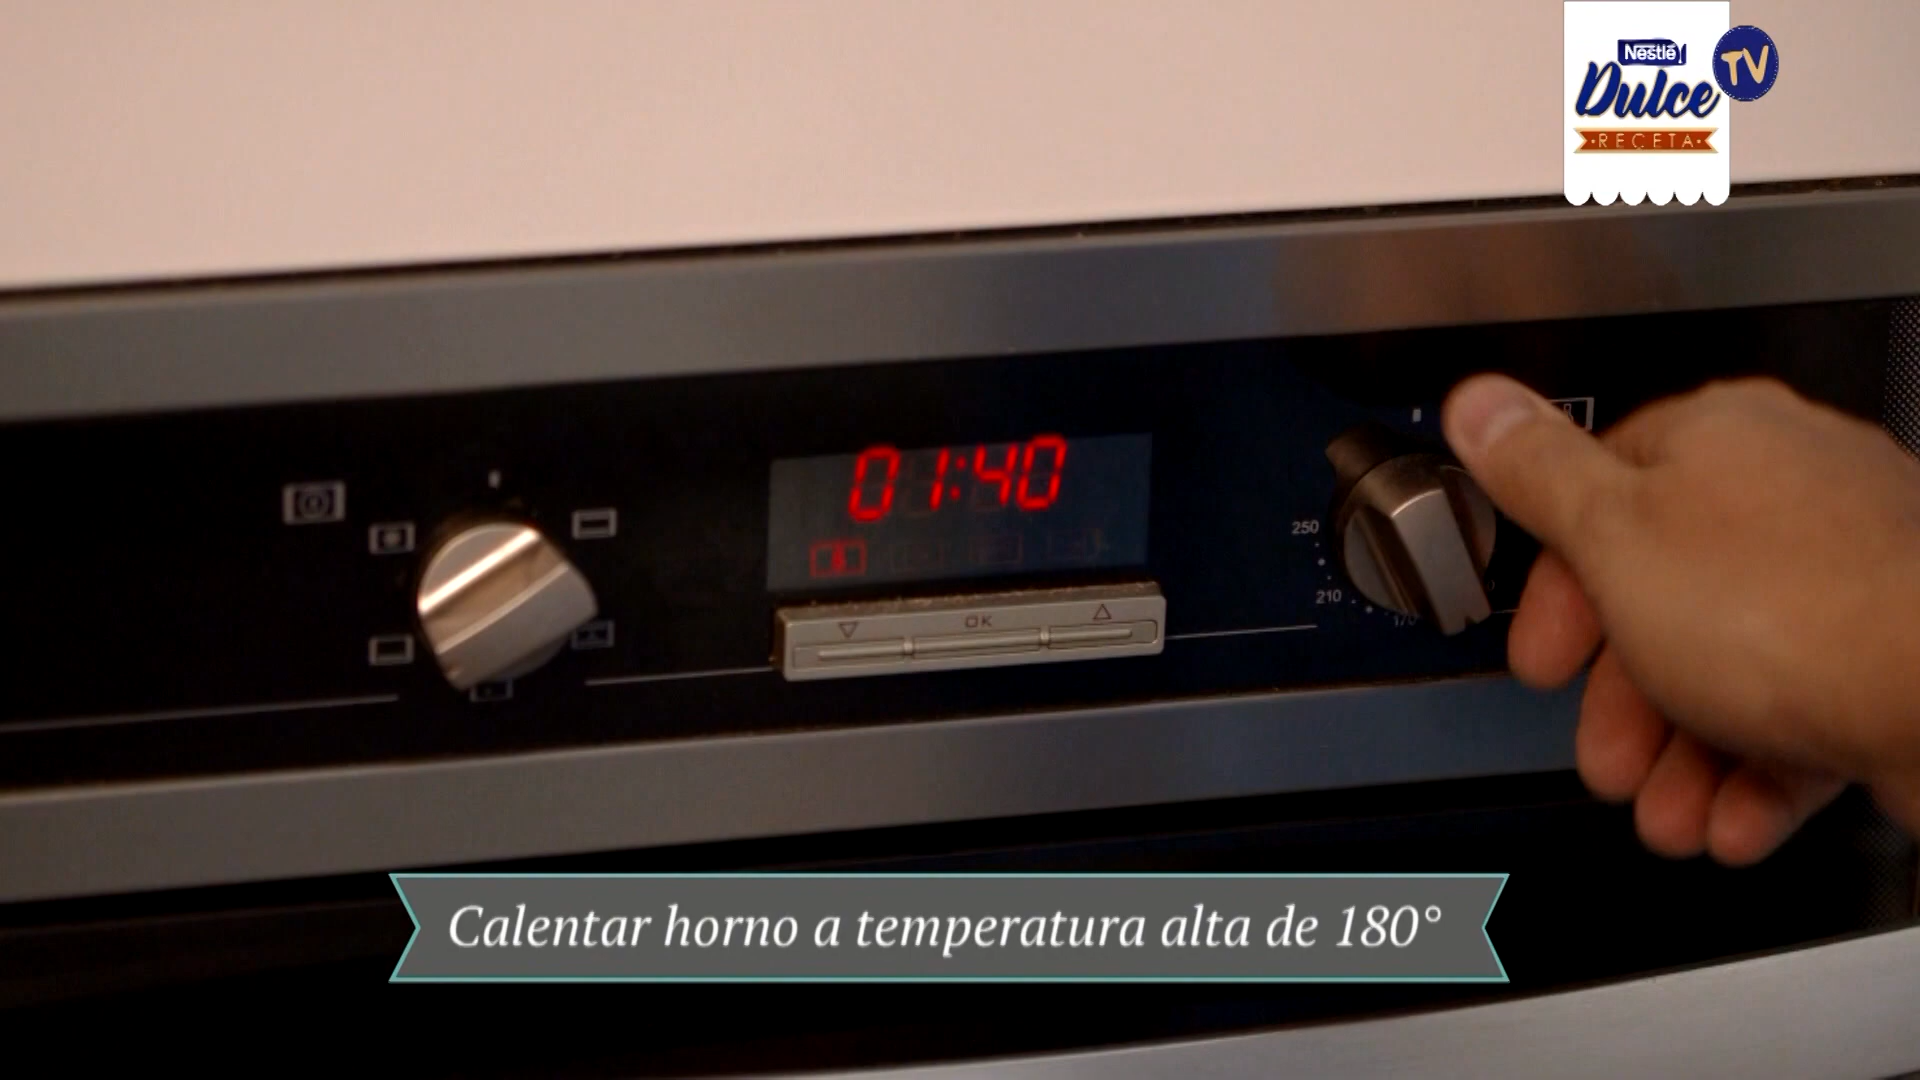 Nestlé
Dulce
TV
·RECETA·
01:40
OK
250
210
170
Calentar horno a temperatura alta de 180°